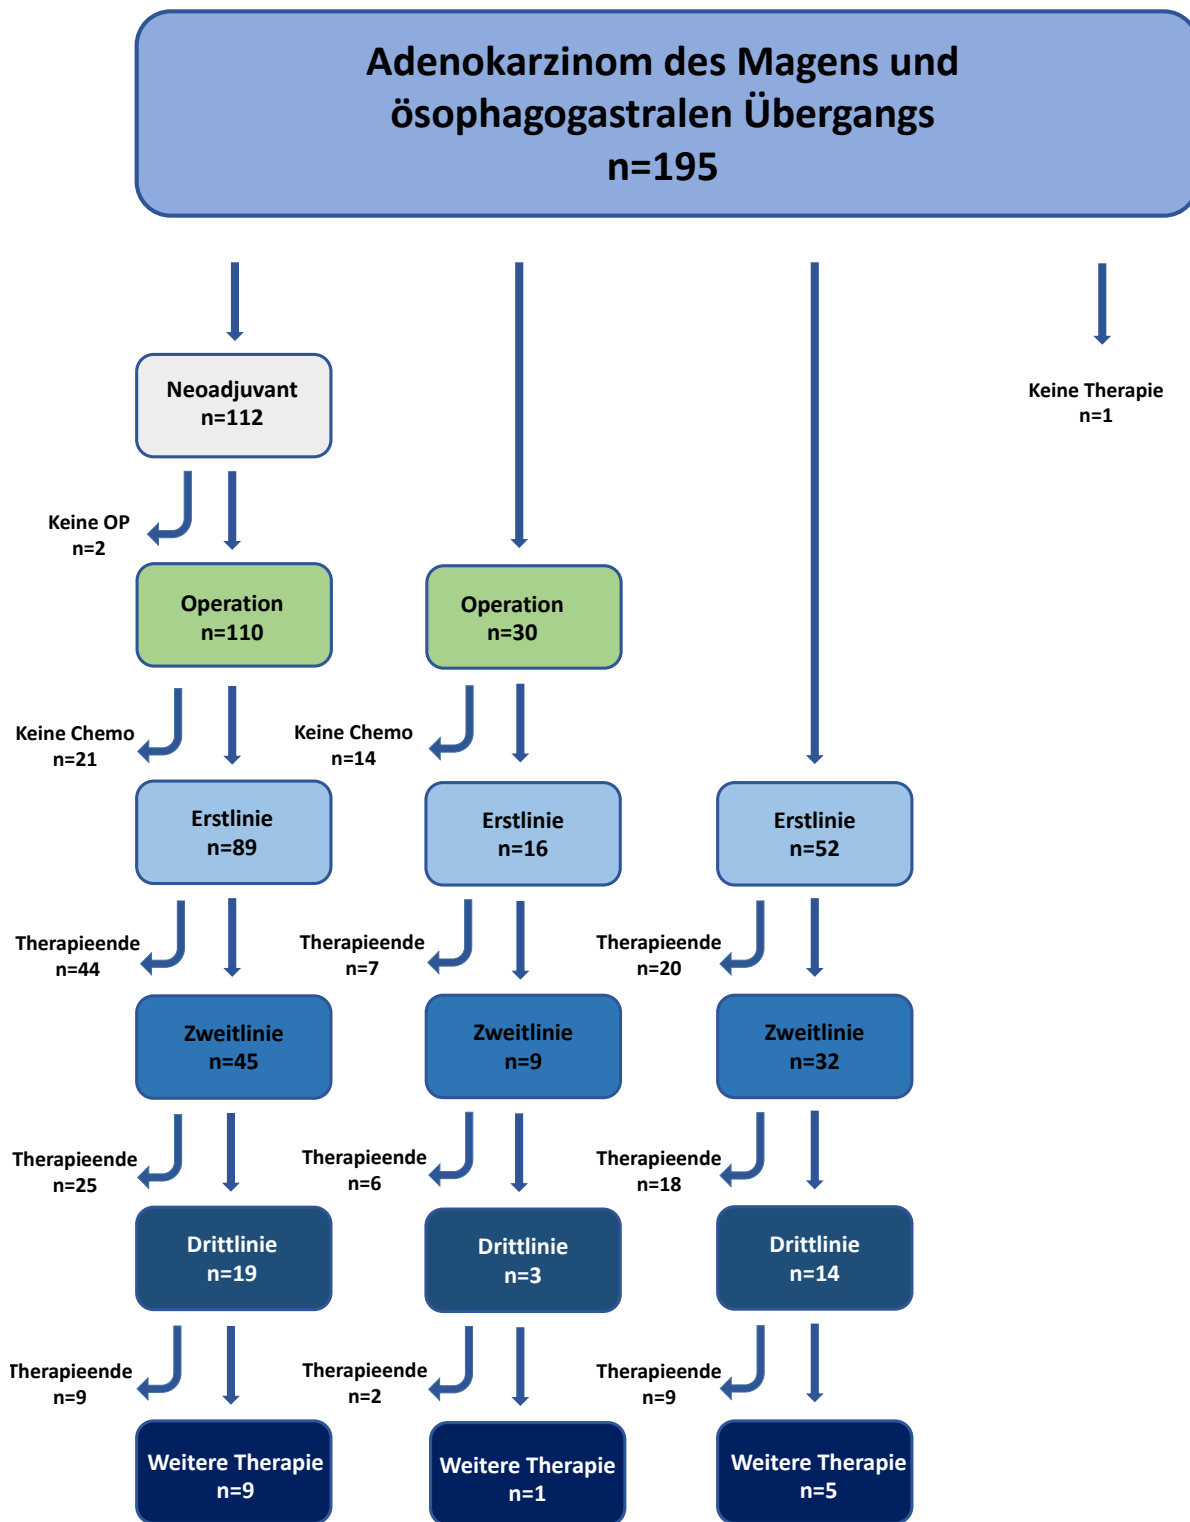 Adenokarzinom des Magens und
ösophagogastralen Übergangs
n=195
Neoadjuvant
n=112
Keine Therapie
n=1
Keine OP
n=2
Operation
n=110
Operation
n=30
Keine Chemo
n=21
Keine Chemo
n=14
Erstlinie
n=89
Erstlinie
n=16
Erstlinie
n=52
Therapieende
n=44
Therapieende
n=7
Therapieende
n=20
Zweitlinie
n=45
Zweitlinie
n=9
Zweitlinie
n=32
Therapieende
n=25
Therapieende
n=6
Therapieende
n=18
Drittlinie
n=19
Drittlinie
n=3
Drittlinie
n=14
Therapieende
n=9
Therapieende
n=2
Therapieende
n=9
Weitere Therapie
n=9
Weitere Therapie
n=1
Weitere Therapie
n=5